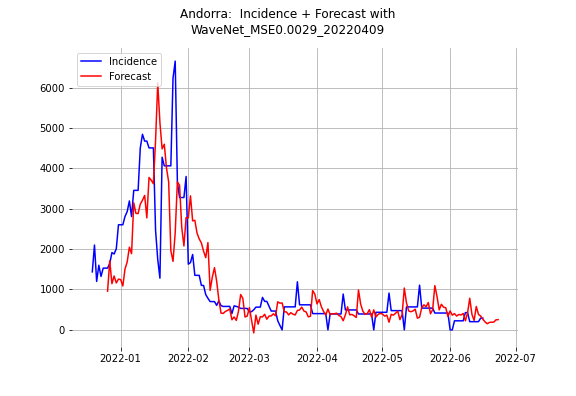 Andorra:  Incidence + Forecast with
WaveNet_MSE0.0029_20220409
Incidence
Forecast
6000
5000
4000
3000
2000
1000
0
2022-01 2022-02 2022-03 2022-04 2022-05 2022-06 2022-07